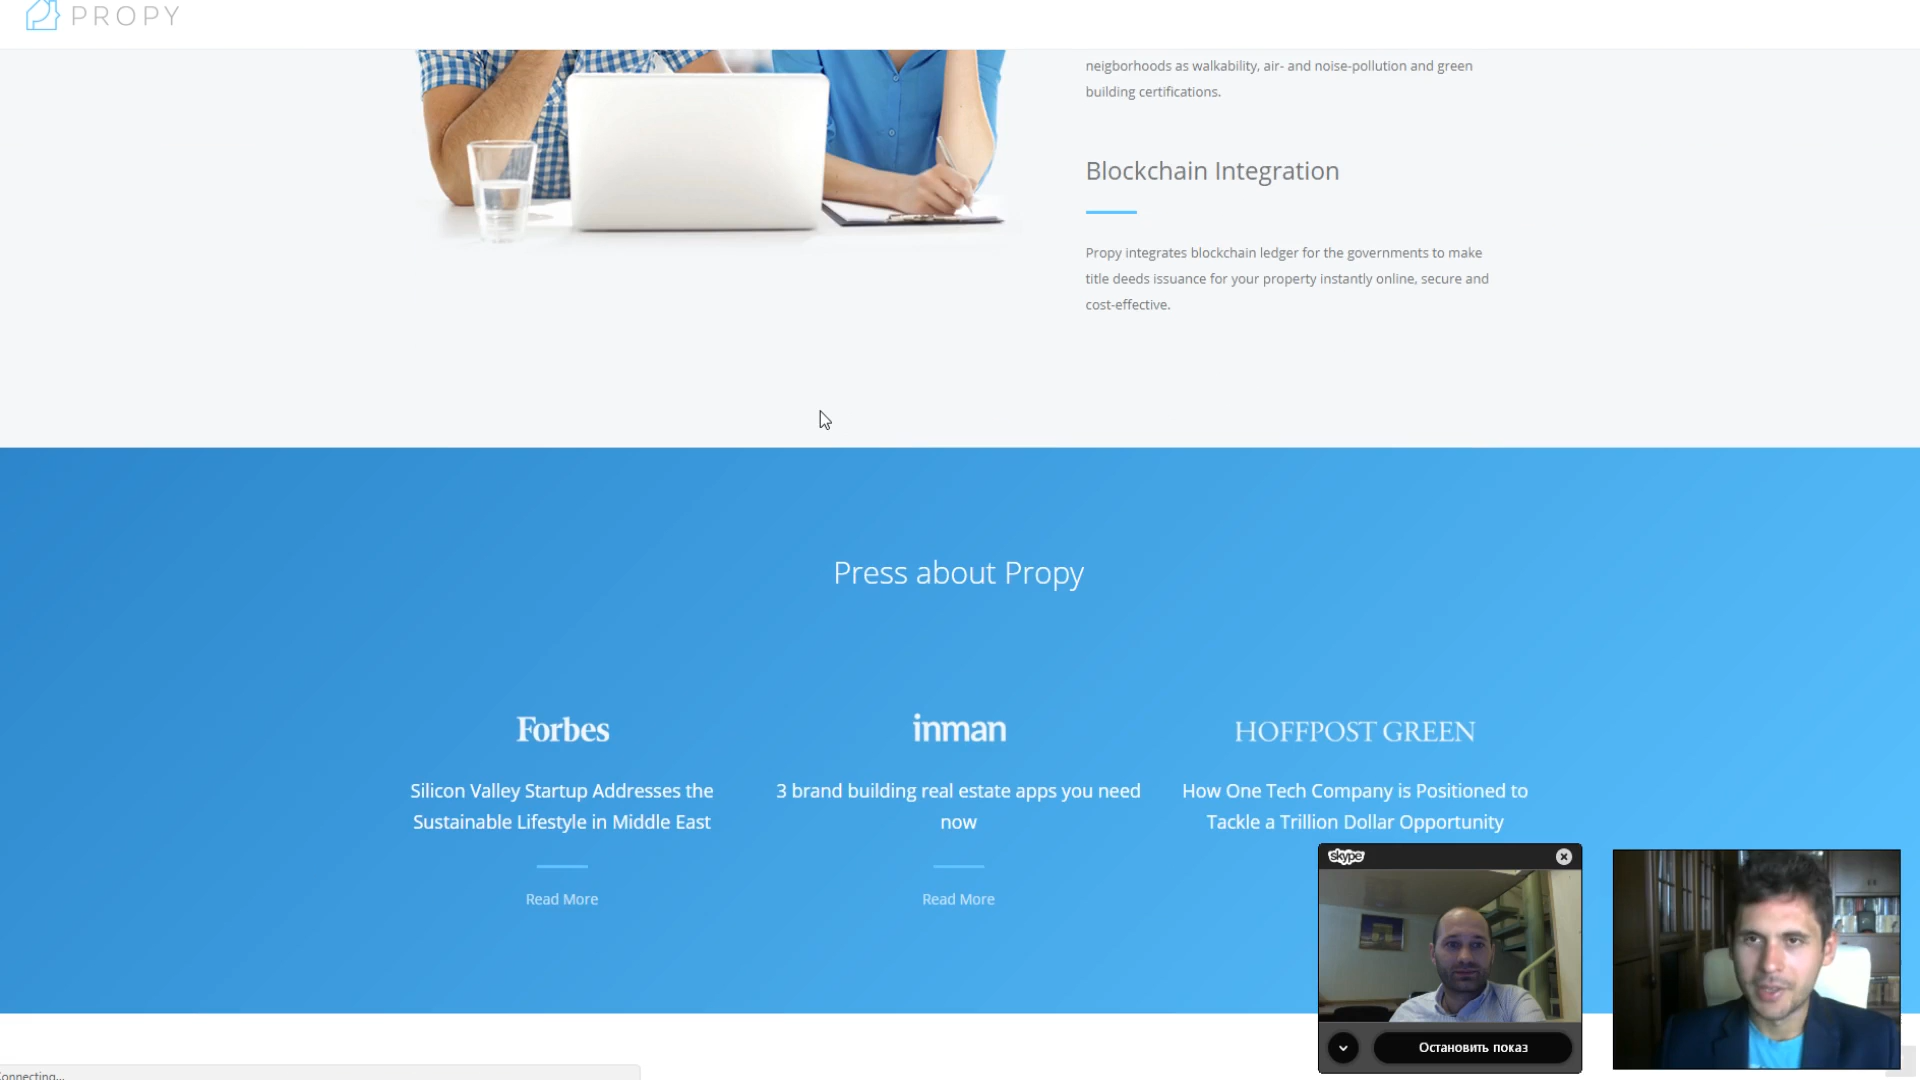 PROPY
neigborhoods as walkability, air- and noise-pollution and green
building certifications.
Blockchain Integration
Propy integrates blockchain ledger for the governments to make
title deeds issuance for your property instantly online, secure and
cost-effective.
Press about Propy
Forbes
Silicon Valley Startup Addresses the
Sustainable Lifestyle in Middle East
Read More
inman
3 brand building real estate apps you need
now
Read More
HOFFPOST GREEN
How One Tech Company is Positioned to
Tackle a Trillion Dollar Opportunity
skype
Остановить показ